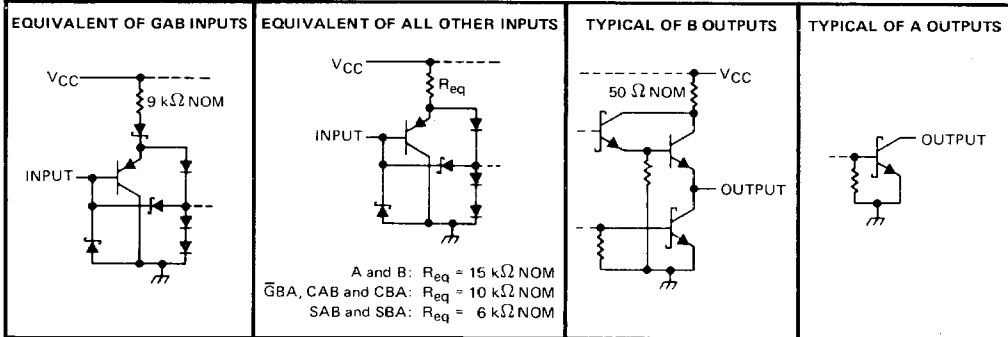 EQUIVALENT OF GAB INPUTS
VCC
9 kΩ NOM
INPUT
EQUIVALENT OF ALL OTHER INPUTS
VCC
Req
INPUT
A and B: Req = 15 kΩ NOM
G̅BA, CAB and CBA: Req = 10 kΩ NOM
SAB and SBA: Req = 6 kΩ NOM
TYPICAL OF B OUTPUTS
VCC
50 Ω NOM
OUTPUT
TYPICAL OF A OUTPUTS
OUTPUT